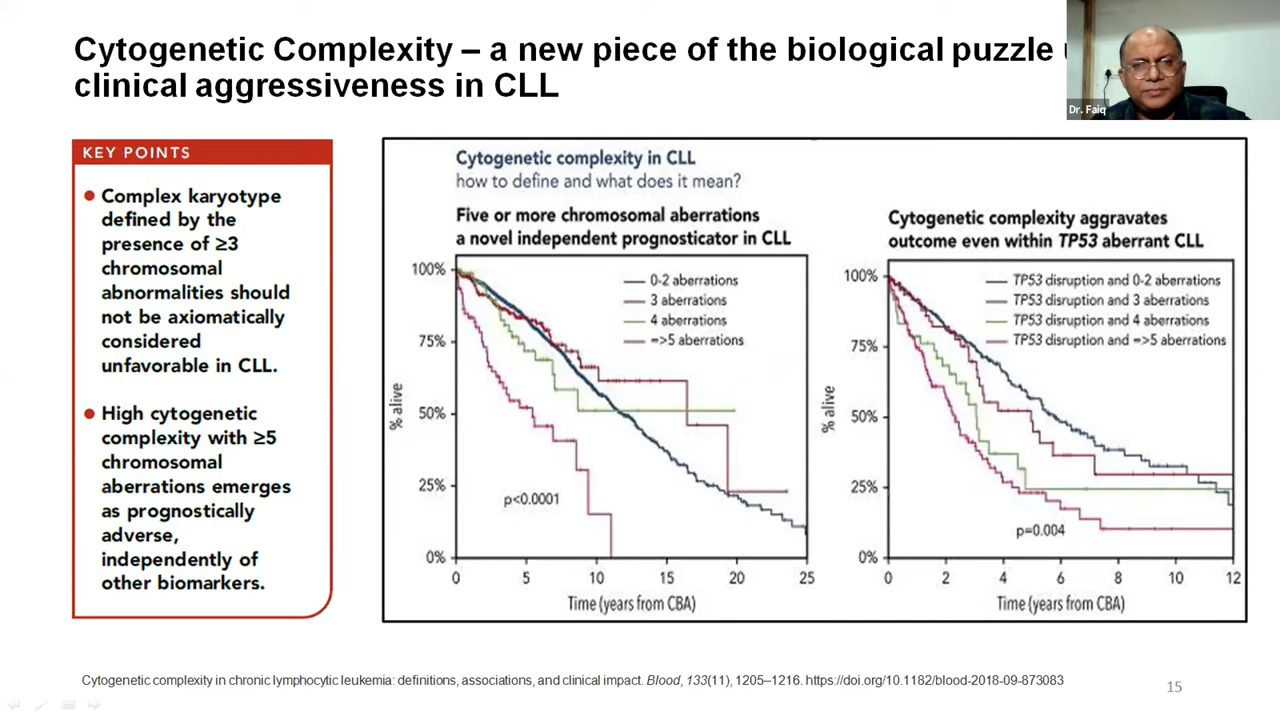 Cytogenetic Complexity – a new piece of the biological puzzle
clinical aggressiveness in CLL
Dr. Faiq
KEY POINTS
• Complex karyotype
defined by the
presence of ≥3
chromosomal
abnormalities should
not be axiomatically
considered
unfavorable in CLL.
• High cytogenetic
complexity with ≥5
chromosomal
aberrations emerges
as prognostically
adverse,
independently of
other biomarkers.
Cytogenetic complexity in CLL
how to define and what does it mean?
Five or more chromosomal aberrations
a novel independent prognosticator in CLL
100%
75%
50%
25%
0%
% alive
0-2 aberrations
3 aberrations
4 aberrations
=>5 aberrations
p<0.0001
0 5 10 15 20 25
Time (years from CBA)
Cytogenetic complexity aggravates
outcome even within TP53 aberrant CLL
100%
75%
50%
25%
0%
% alive
TP53 disruption and 0-2 aberrations
TP53 disruption and 3 aberrations
TP53 disruption and 4 aberrations
TP53 disruption and =>5 aberrations
p=0.004
0 2 4 6 8 10 12
Time (years from CBA)
Cytogenetic complexity in chronic lymphocytic leukemia: definitions, associations, and clinical impact. Blood, 133(11), 1205–1216. https://doi.org/10.1182/blood-2018-09-873083
15